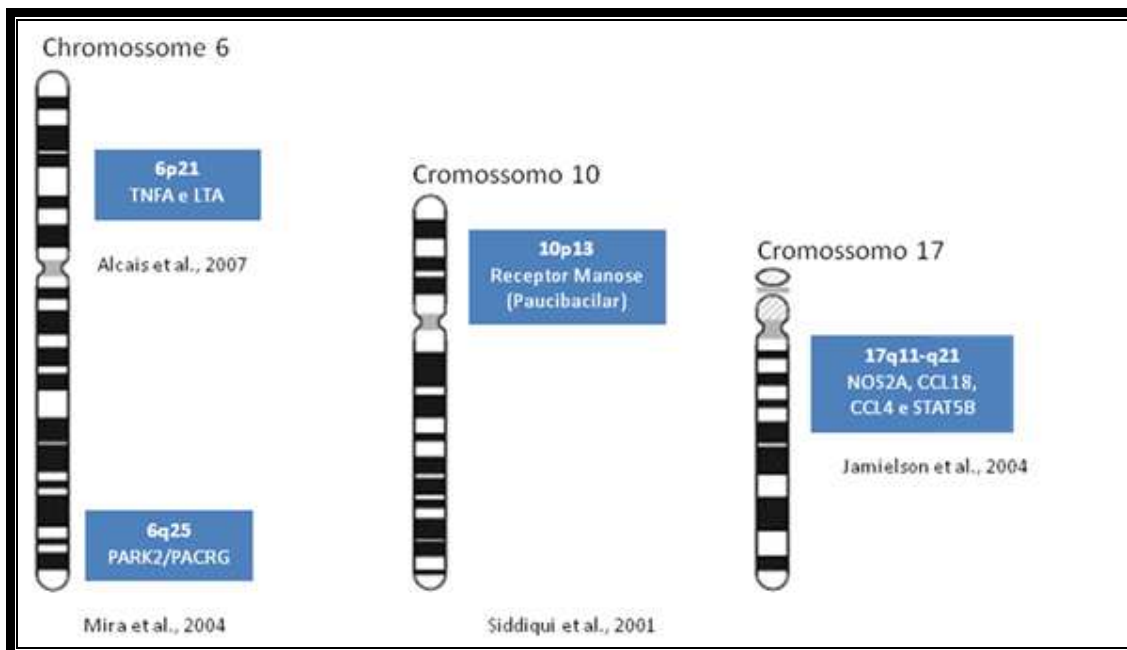 Chromossome 6
6p21
TNFA e LTA
Alcais et al., 2007
6q25
PARK2/PACRG
Mira et al., 2004
Cromossomo 10
10p13
Receptor Manose
(Paucibacilar)
Siddiqui et al., 2001
Cromossomo 17
17q11-q21
NOS2A, CCL18,
CCL4 e STAT5B
Jamielson et al., 2004